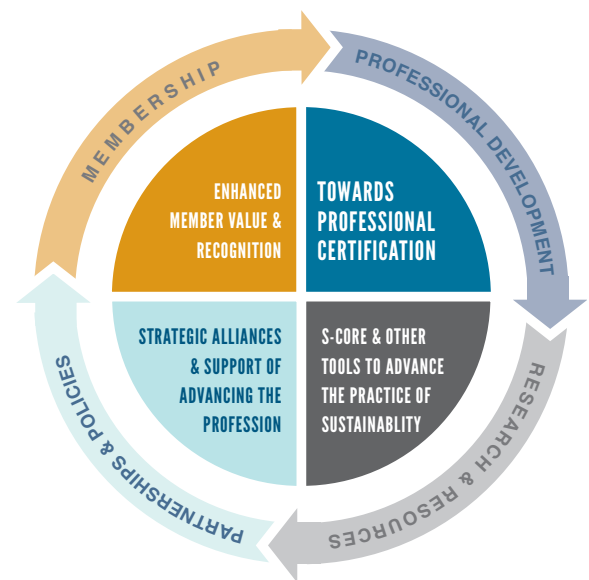 MEMBERSHIP
PROFESSIONAL DEVELOPMENT
ENHANCED
MEMBER VALUE &
RECOGNITION
TOWARDS
PROFESSIONAL
CERTIFICATION
STRATEGIC ALLIANCES
& SUPPORT OF
ADVANCING THE
PROFESSION
S-CORE & OTHER
TOOLS TO ADVANCE
THE PRACTICE OF
SUSTAINABLITY
PARTNERSHIPS & POLICIES
RESEARCH & RESOURCES